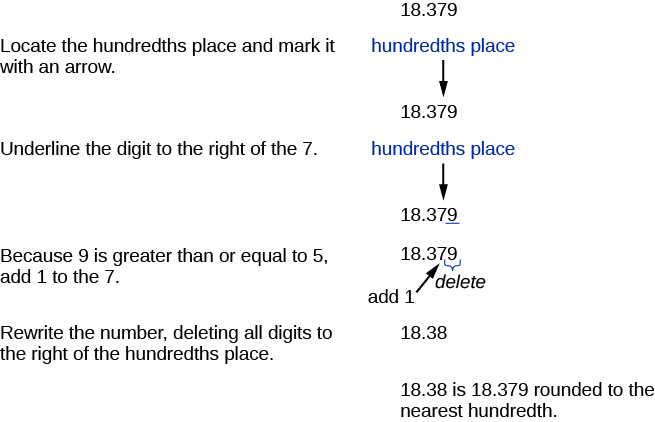 18.379
Locate the hundredths place and mark it
with an arrow.
hundredths place
18.379
Underline the digit to the right of the 7.
hundredths place
18.379
Because 9 is greater than or equal to 5,
add 1 to the 7.
18.379
delete
add 1
Rewrite the number, deleting all digits to
the right of the hundredths place.
18.38
18.38 is 18.379 rounded to the
nearest hundredth.